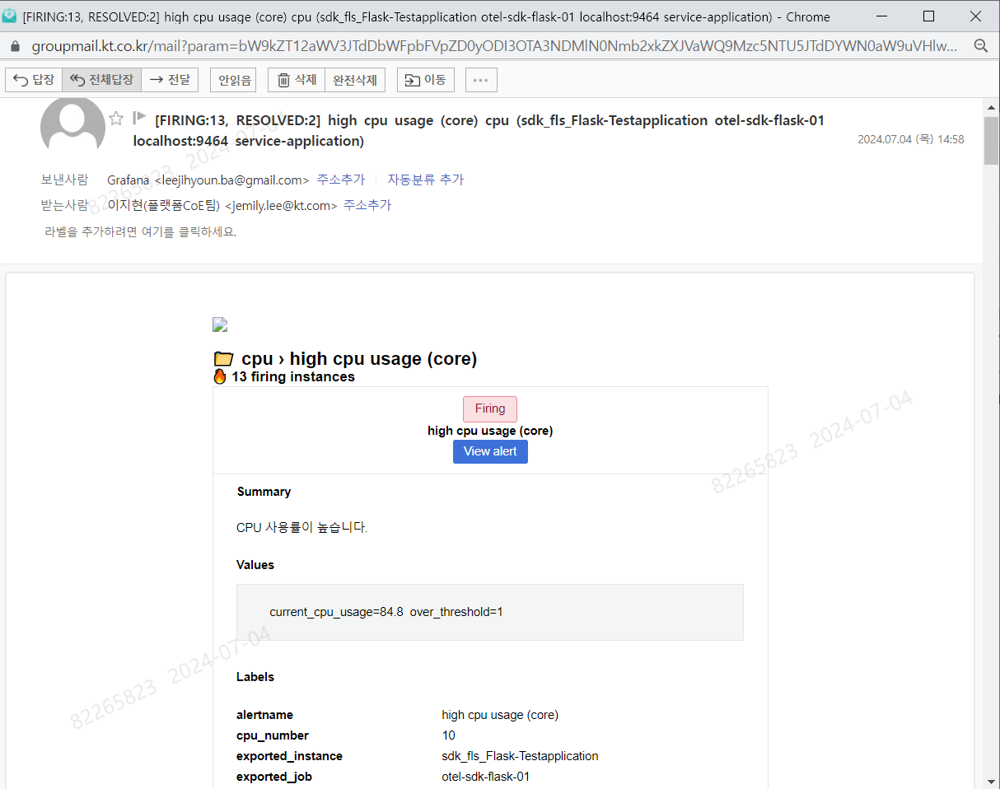 [FIRING:13, RESOLVED:2] high cpu usage (core) cpu (sdk_fls_Flask-Testapplication otel-sdk-flask-01 localhost:9464 service-application) - Chrome
groupmail.kt.co.kr/mail?param=bW9kZT12aWV3JTdDbWFpbFVpZD0yODI3OTA3NDMlN0Nmb2xkZXJVaWQ9Mzc5NTU5JTdDYWN0aW9uVHlw...
답장 전체답장 전달 안읽음 삭제 완전삭제 이동 ...
[FIRING:13, RESOLVED:2] high cpu usage (core) cpu (sdk_fls_Flask-Testapplication otel-sdk-flask-01
localhost:9464 service-application)
2024.07.04 (목) 14:58
보낸사람 Grafana <leejihyoun.ba@gmail.com> 주소추가 자동분류 추가
받는사람 이지현(플랫폼CoE팀) <jemily.lee@kt.com> 주소추가
라벨을 추가하려면 여기를 클릭하세요.
82265823 2024-07-04
cpu › high cpu usage (core)
13 firing instances
Firing
high cpu usage (core)
View alert
82265823 2024-07-04
Summary
CPU 사용률이 높습니다.
Values
current_cpu_usage=84.8 over_threshold=1
82265823 2024-07-04
Labels
alertname high cpu usage (core)
cpu_number 10
exported_instance sdk_fls_Flask-Testapplication
exported_job otel-sdk-flask-01